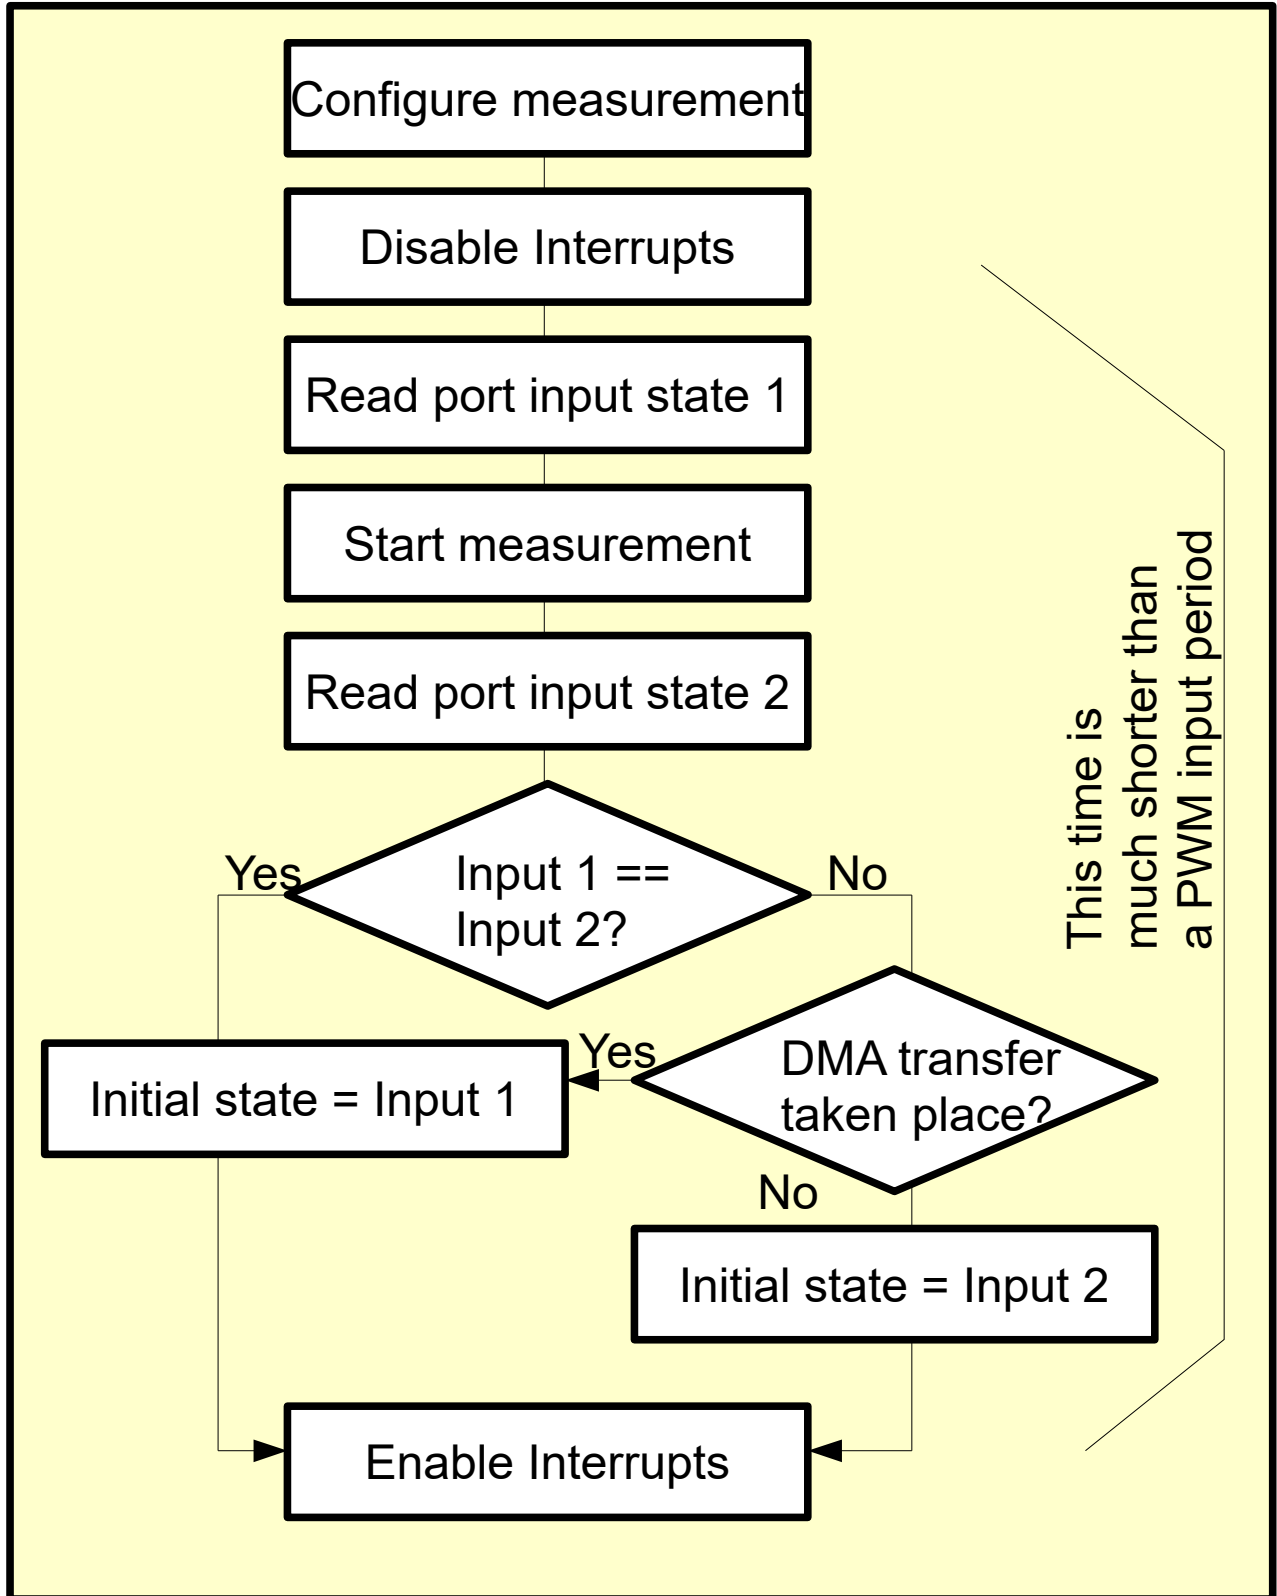 Configure measurement
Disable Interrupts
Read port input state 1
Start measurement
Read port input state 2
Input 1 ==
Input 2?
Yes
No
DMA transfer
taken place?
Yes
No
Initial state = Input 1
Initial state = Input 2
Enable Interrupts
This time is
much shorter than
a PWM input period